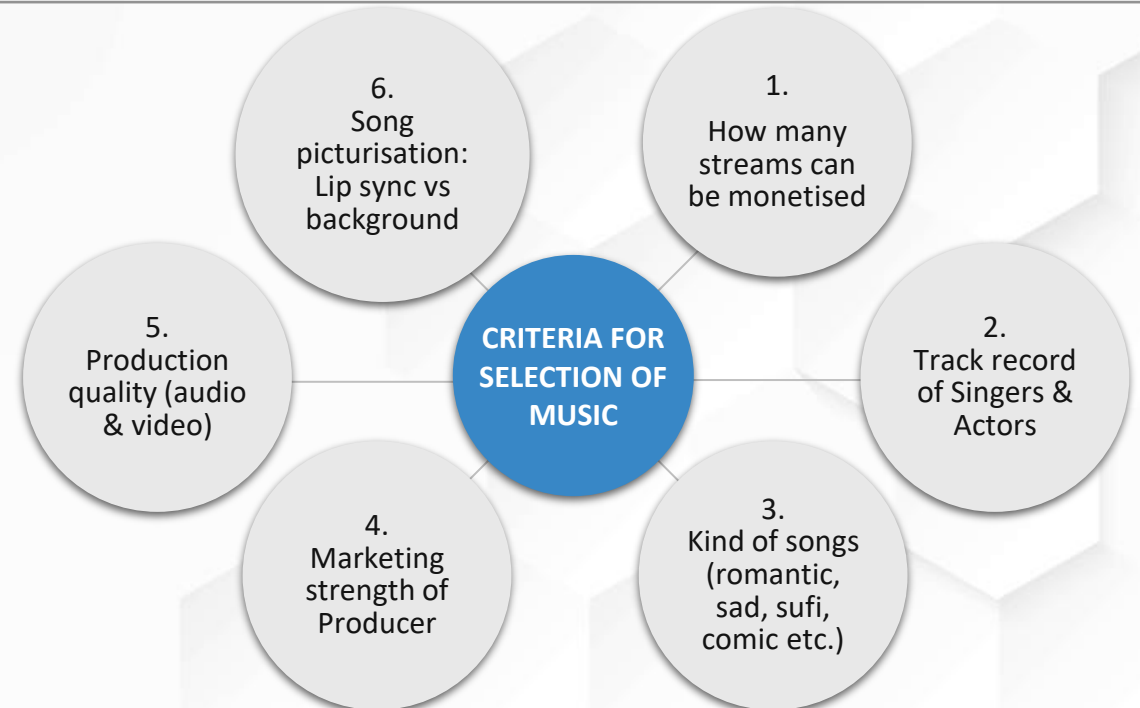 CRITERIA FOR
SELECTION OF
MUSIC
1.
How many
streams can
be monetised
2.
Track record
of Singers &
Actors
3.
Kind of songs
(romantic,
sad, sufi,
comic etc.)
4.
Marketing
strength of
Producer
5.
Production
quality (audio
& video)
6.
Song
picturisation:
Lip sync vs
background